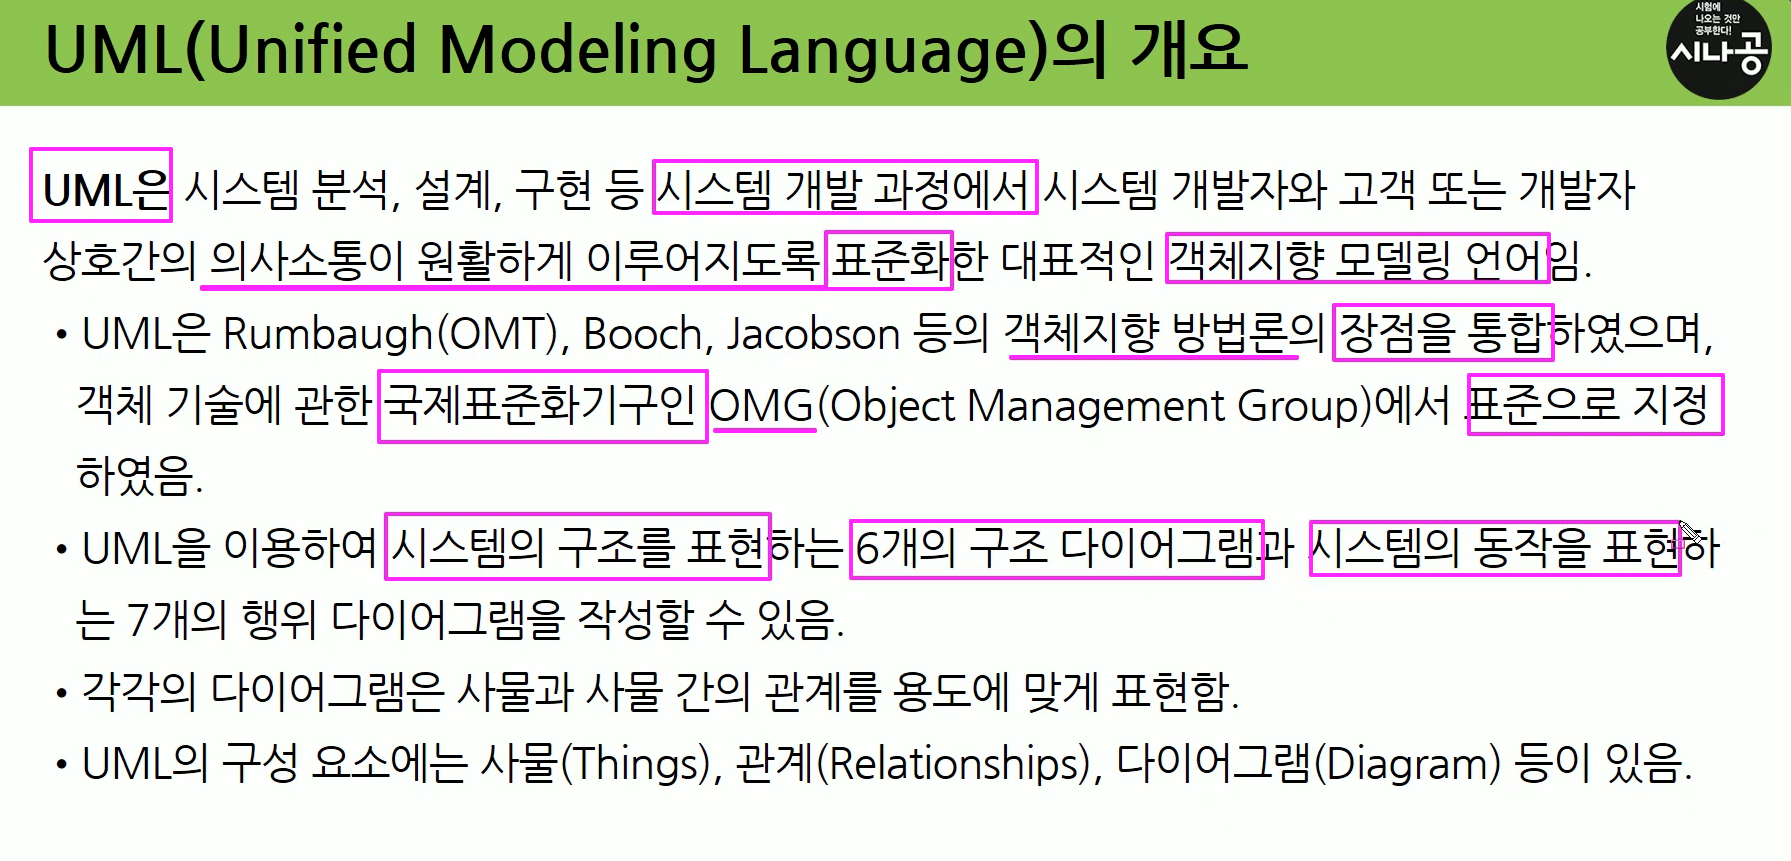 UML(Unified Modeling Language)의 개요
시험에
나오는 것만
공부한다!
시나공
UML은 시스템 분석, 설계, 구현 등 시스템 개발 과정에서 시스템 개발자와 고객 또는 개발자
상호간의 의사소통이 원활하게 이루어지도록 표준화한 대표적인 객체지향 모델링 언어임.
• UML은 Rumbaugh(OMT), Booch, Jacobson 등의 객체지향 방법론의 장점을 통합하였으며,
객체 기술에 관한 국제표준화기구인 OMG(Object Management Group)에서 표준으로 지정
하였음.
• UML을 이용하여 시스템의 구조를 표현하는 6개의 구조 다이어그램과 시스템의 동작을 표현하
는 7개의 행위 다이어그램을 작성할 수 있음.
• 각각의 다이어그램은 사물과 사물 간의 관계를 용도에 맞게 표현함.
• UML의 구성 요소에는 사물(Things), 관계(Relationships), 다이어그램(Diagram) 등이 있음.